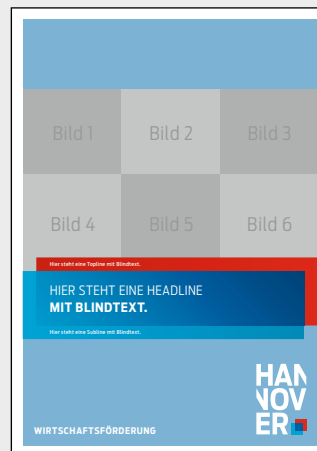 Bild 1 Bild 2 Bild 3
Bild 4 Bild 5 Bild 6
Hier steht eine Topline mit Blindtext.
HIER STEHT EINE HEADLINE
MIT BLINDTEXT.
Hier steht eine Subline mit Blindtext.
HAN
NOV
ER
WIRTSCHAFTSFÖRDERUNG